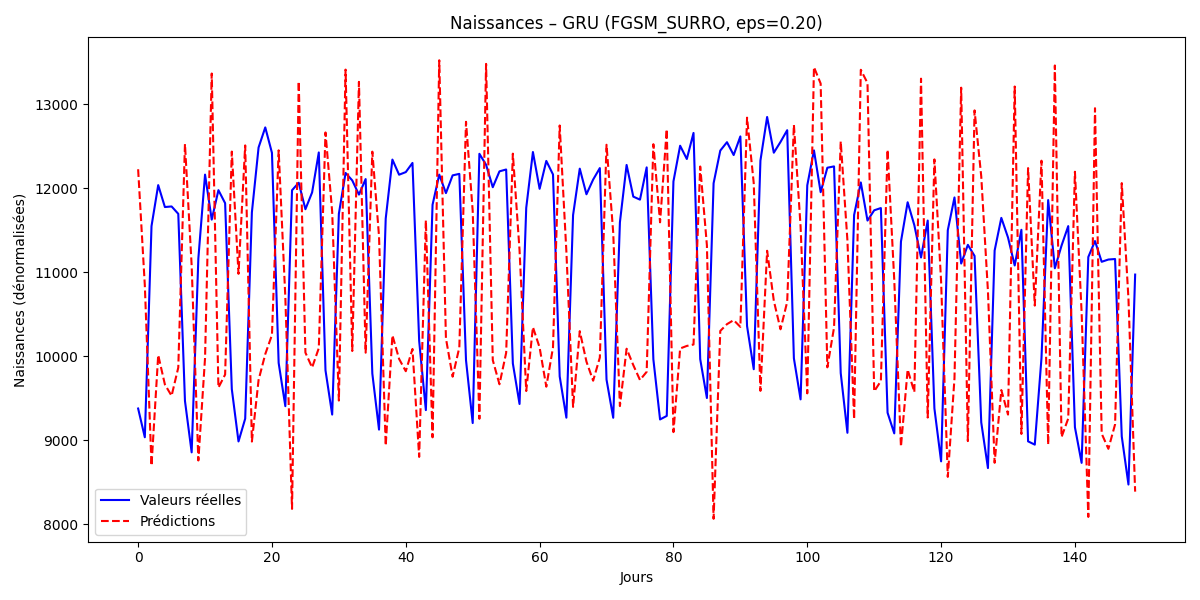 Naissances – GRU (FGSM_SURRO, eps=0.20)
Naissances (dénormalisées)
13000
12000
11000
10000
9000
8000
Valeurs réelles
Prédictions
0 20 40 60 80 100 120 140
Jours